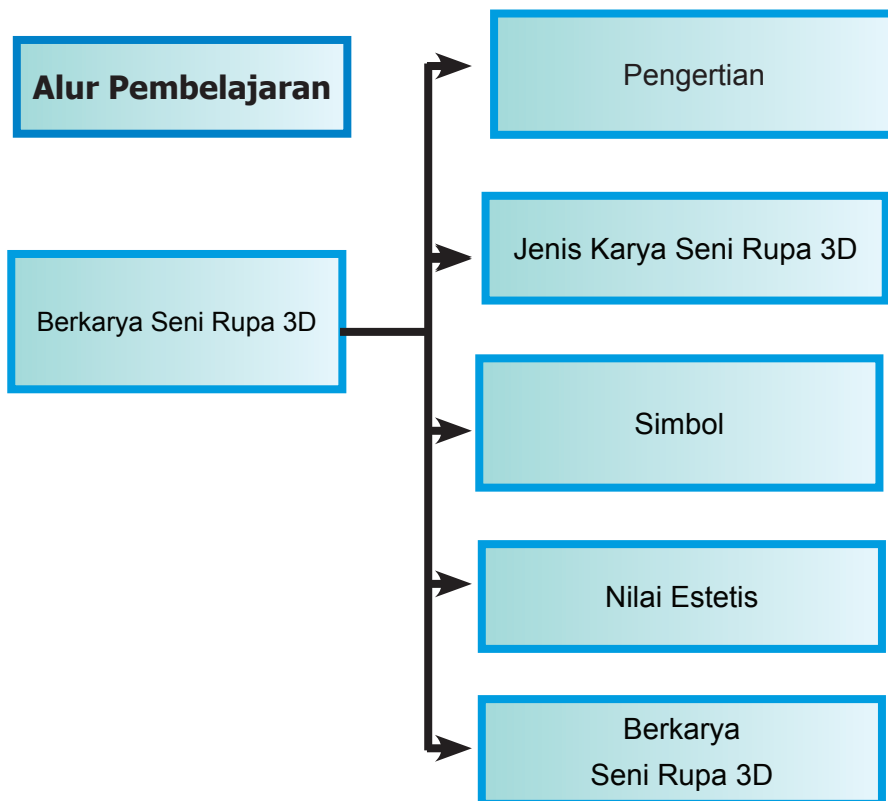 Alur Pembelajaran
Berkarya Seni Rupa 3D
Pengertian
Jenis Karya Seni Rupa 3D
Simbol
Nilai Estetis
Berkarya
Seni Rupa 3D